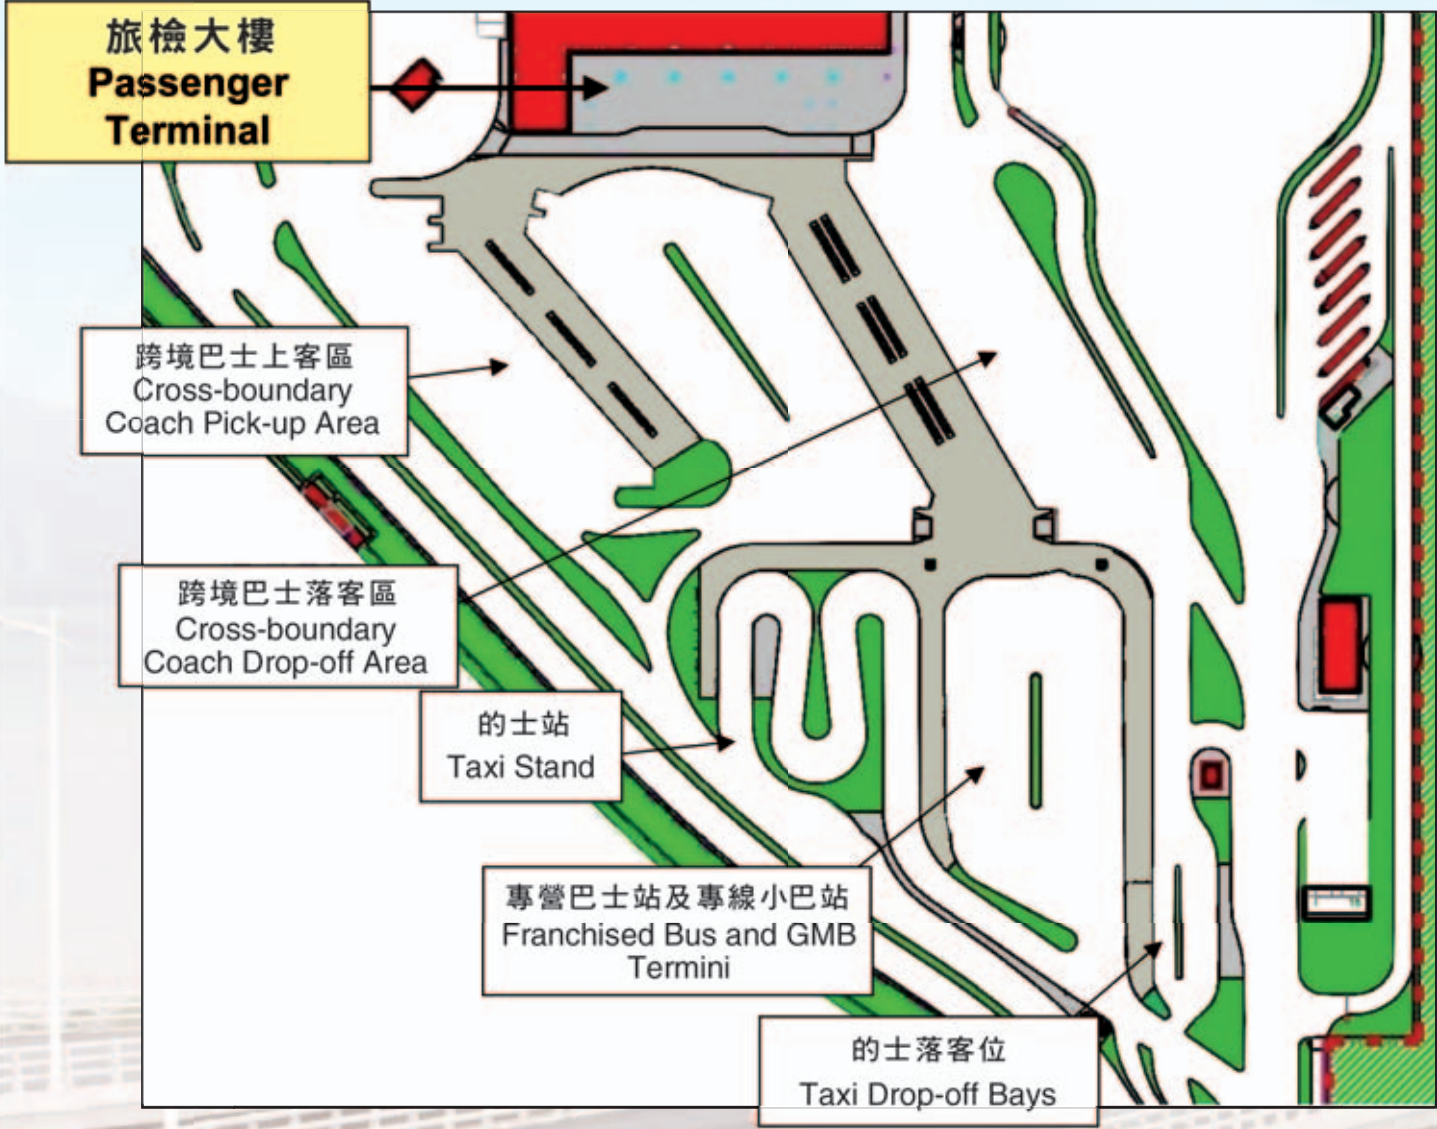 旅檢大樓
Passenger
Terminal
跨境巴士上客區
Cross-boundary
Coach Pick-up Area
跨境巴士落客區
Cross-boundary
Coach Drop-off Area
的士站
Taxi Stand
專營巴士站及專線小巴站
Franchised Bus and GMB
Termini
的士落客位
Taxi Drop-off Bays